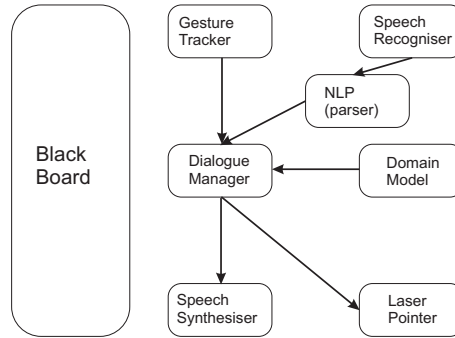 Gesture
Tracker
Speech
Recogniser
NLP
(parser)
Black
Board
Dialogue
Manager
Domain
Model
Speech
Synthesiser
Laser
Pointer